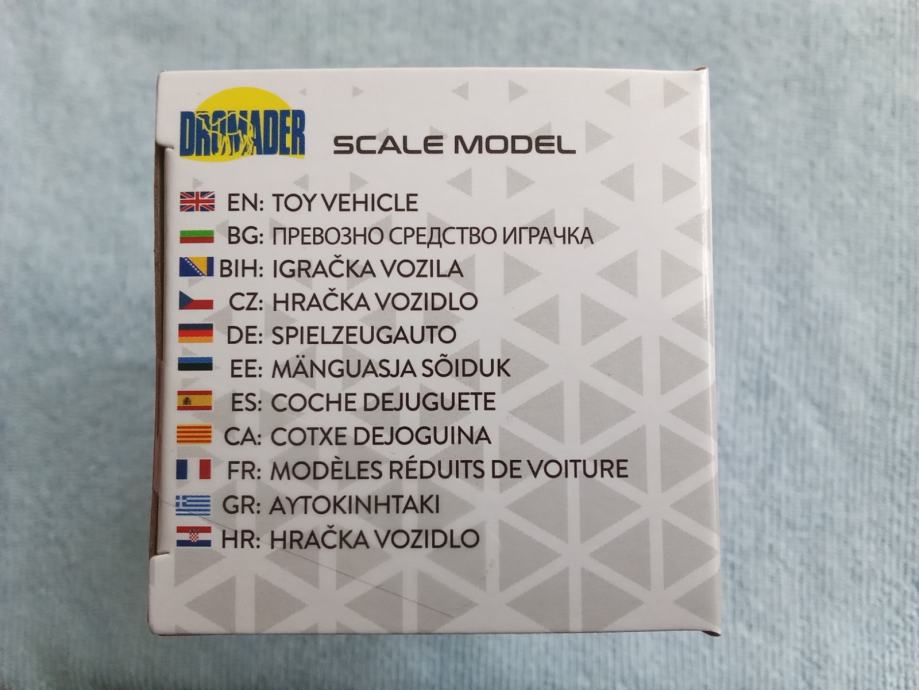 DROMADER
SCALE MODEL
EN: TOY VEHICLE
BG: ПРЕВОЗНО СРЕДСТВО ИГРАЧКА
BIH: IGRAČKA VOZILA
CZ: HRAČKA VOZIDLO
DE: SPIELZEUGAUTO
EE: MÄNGUASJA SÕIDUK
ES: COCHE DEJUGUETE
CA: COTXE DEJOGUINA
FR: MODÈLES RÉDUITS DE VOITURE
GR: ΑΥΤΟΚΙΝΗΤΑΚΙ
HR: HRAČKA VOZIDLO